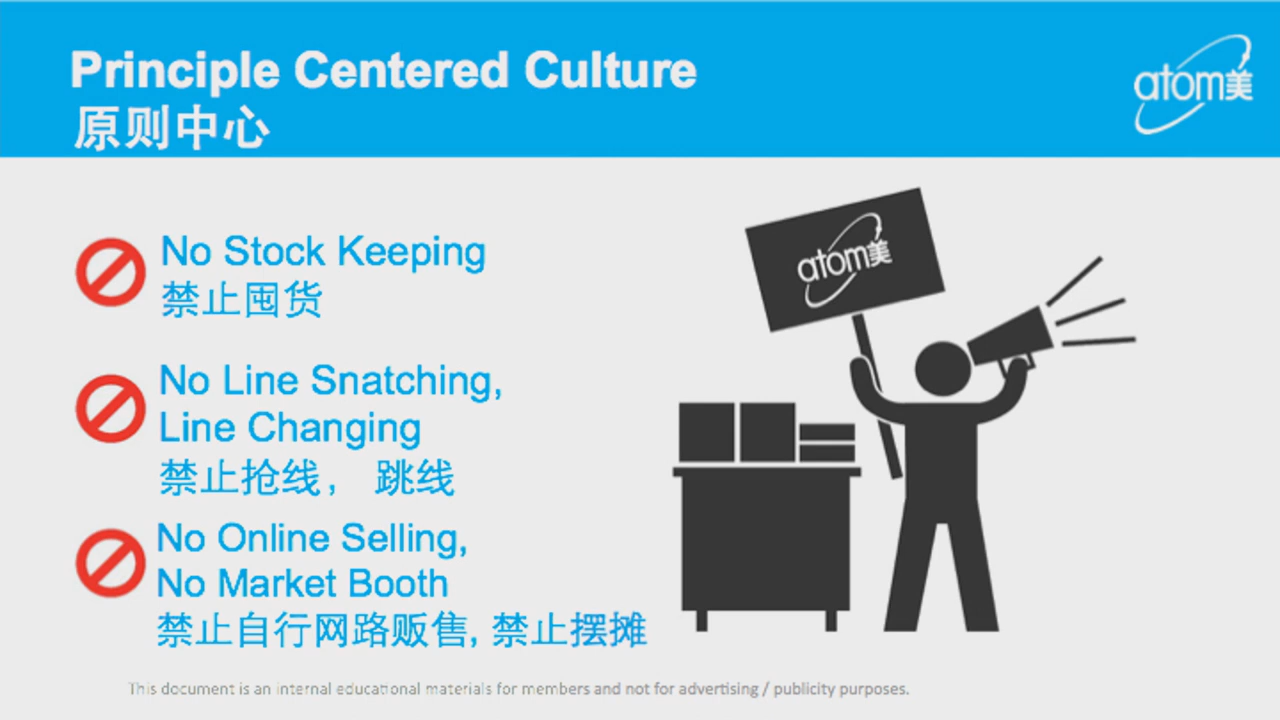 Principle Centered Culture
原则中心
atom美
No Stock Keeping
禁止囤货
No Line Snatching,
Line Changing
禁止抢线， 跳线
No Online Selling,
No Market Booth
禁止自行网路贩售, 禁止摆摊
atom美
This document is an internal educational materials for members and not for advertising / publicity purposes.